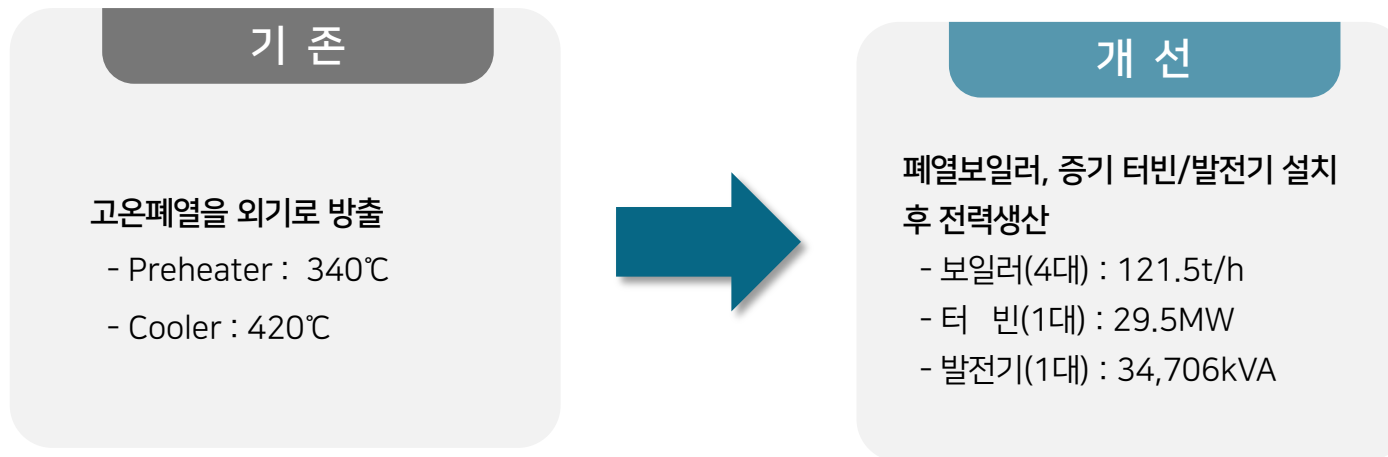 기 존
고온폐열을 외기로 방출
- Preheater : 340℃
- Cooler : 420℃
개 선
폐열보일러, 증기 터빈/발전기 설치
후 전력생산
- 보일러(4대) : 121.5t/h
- 터 빈(1대) : 29.5MW
- 발전기(1대) : 34,706kVA